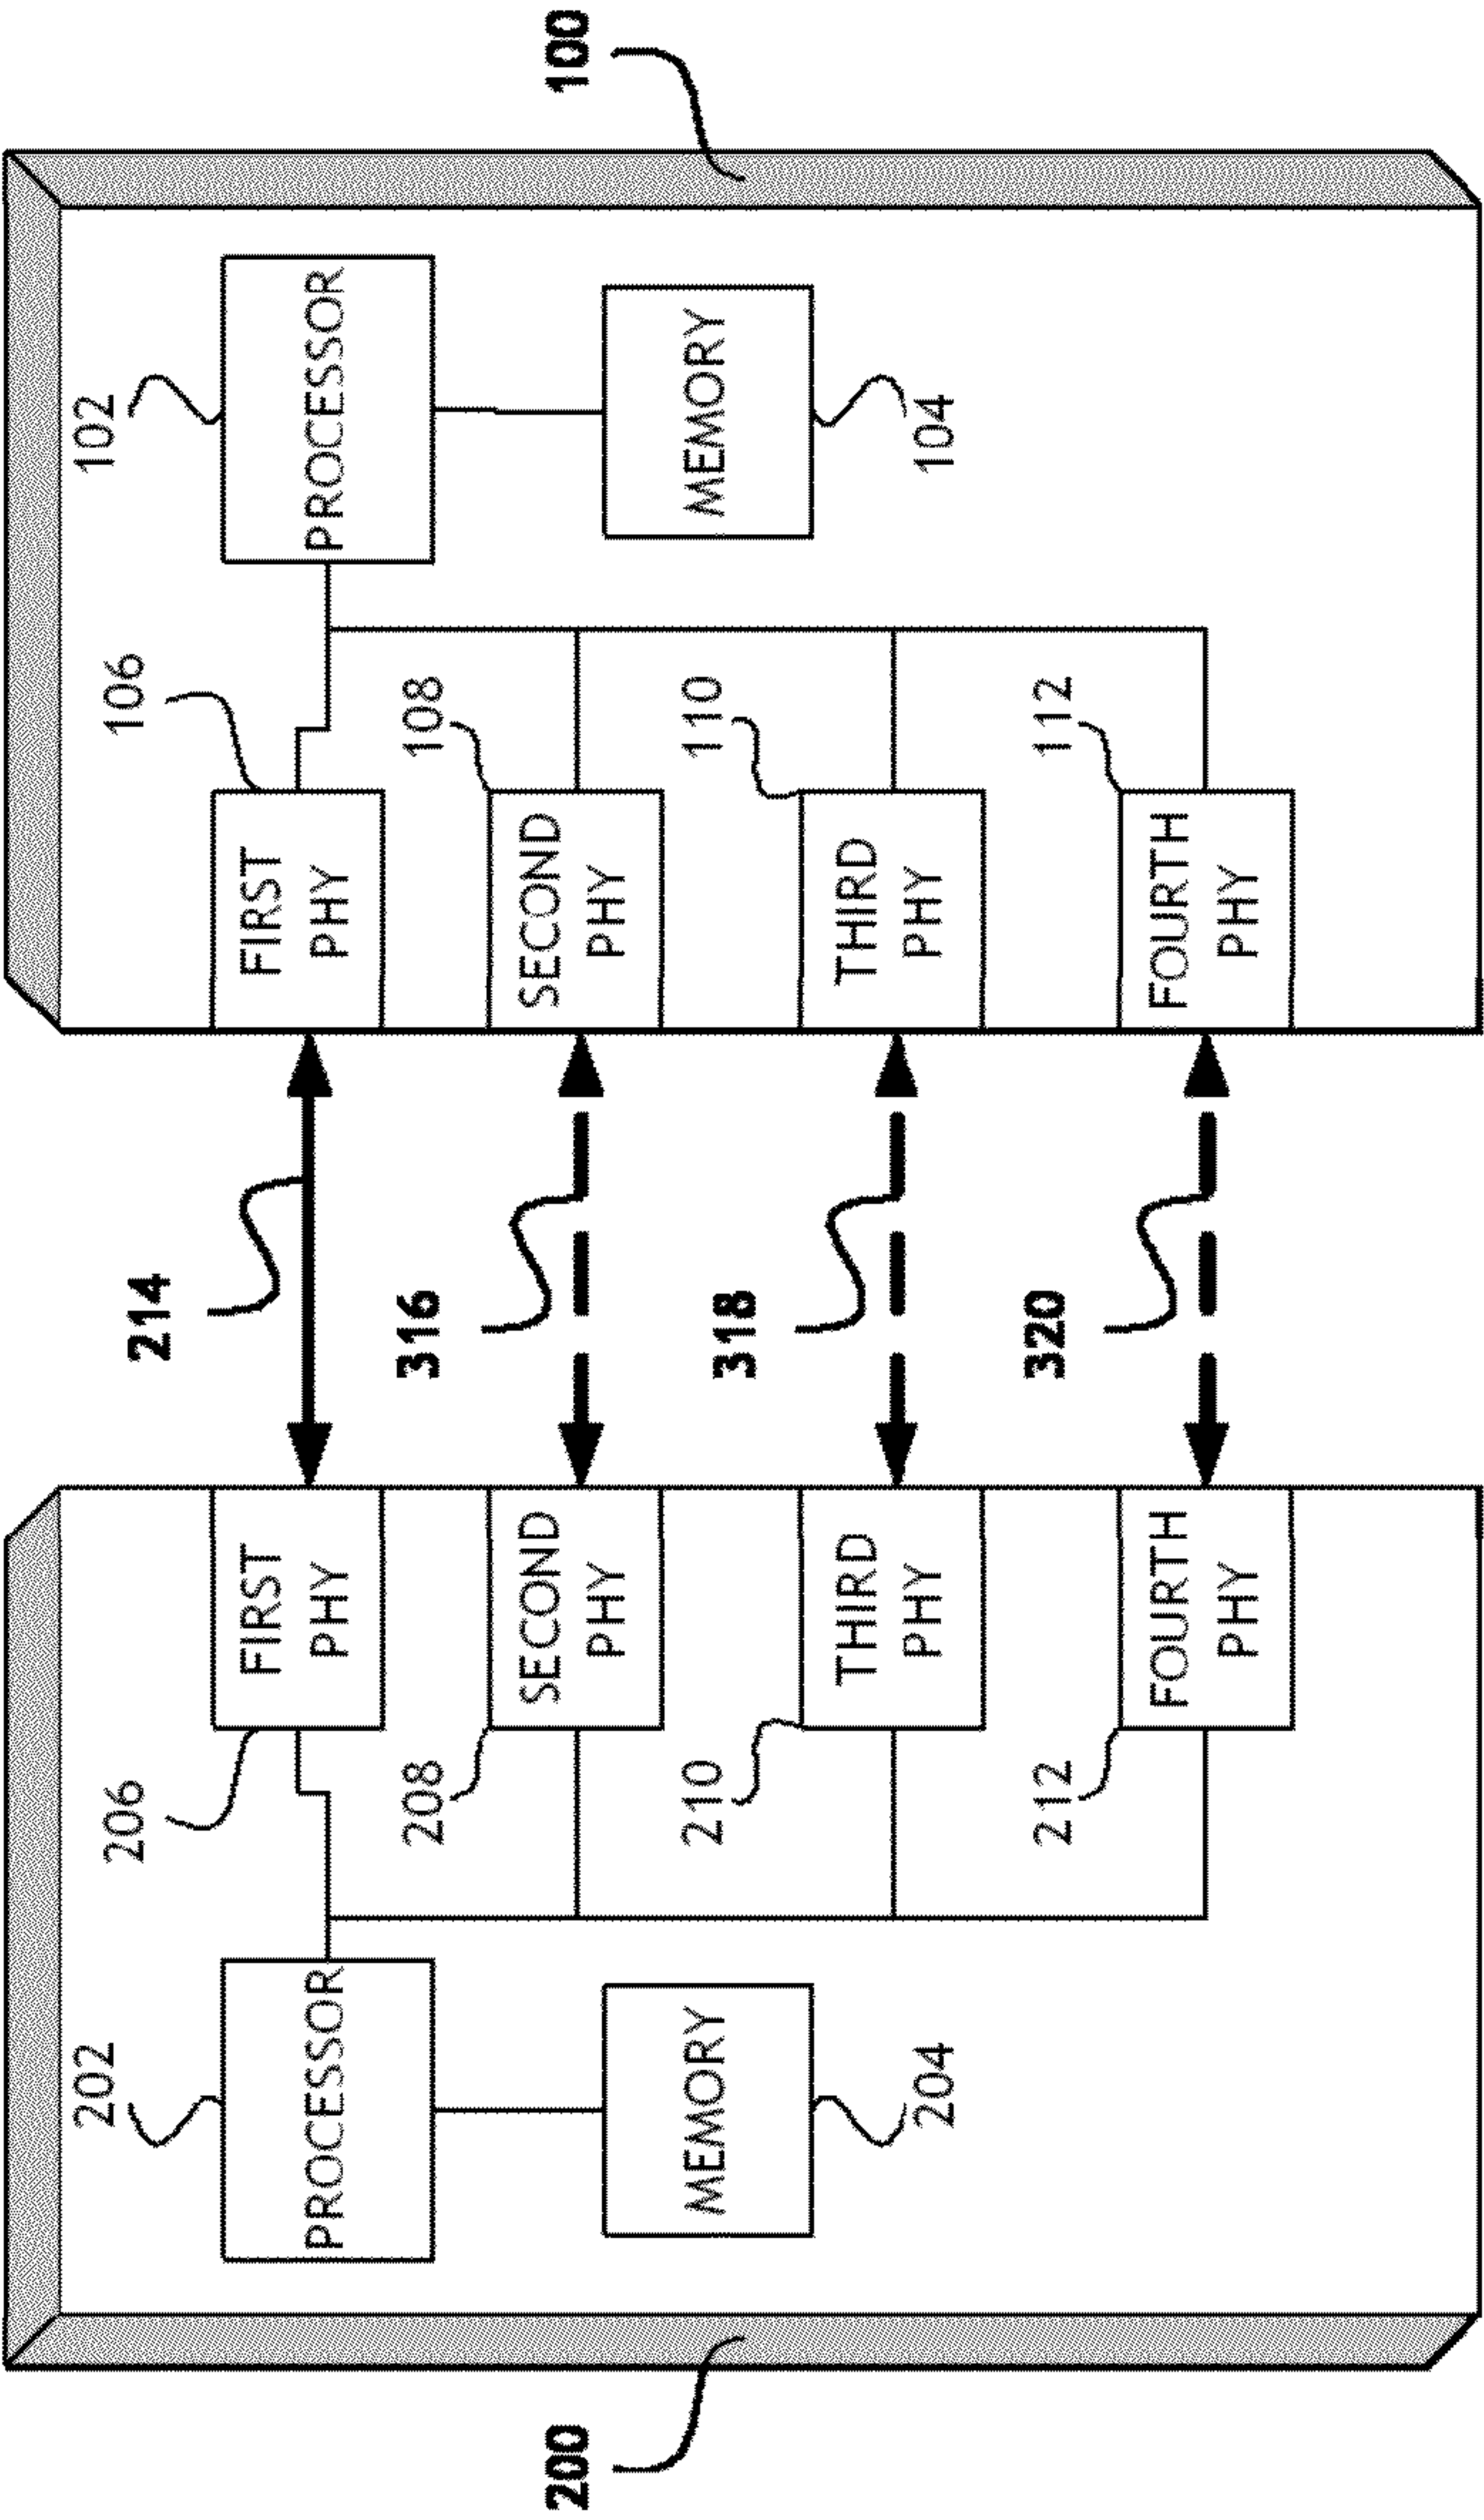 202
102
206
106
214
PROCESSOR
FIRST
PHY
FIRST
PHY
PROCESSOR
208
316
108
200
SECOND
PHY
SECOND
PHY
100
MEMORY
210
318
110
MEMORY
THIRD
PHY
THIRD
PHY
204
104
212
320
112
FOURTH
PHY
FOURTH
PHY